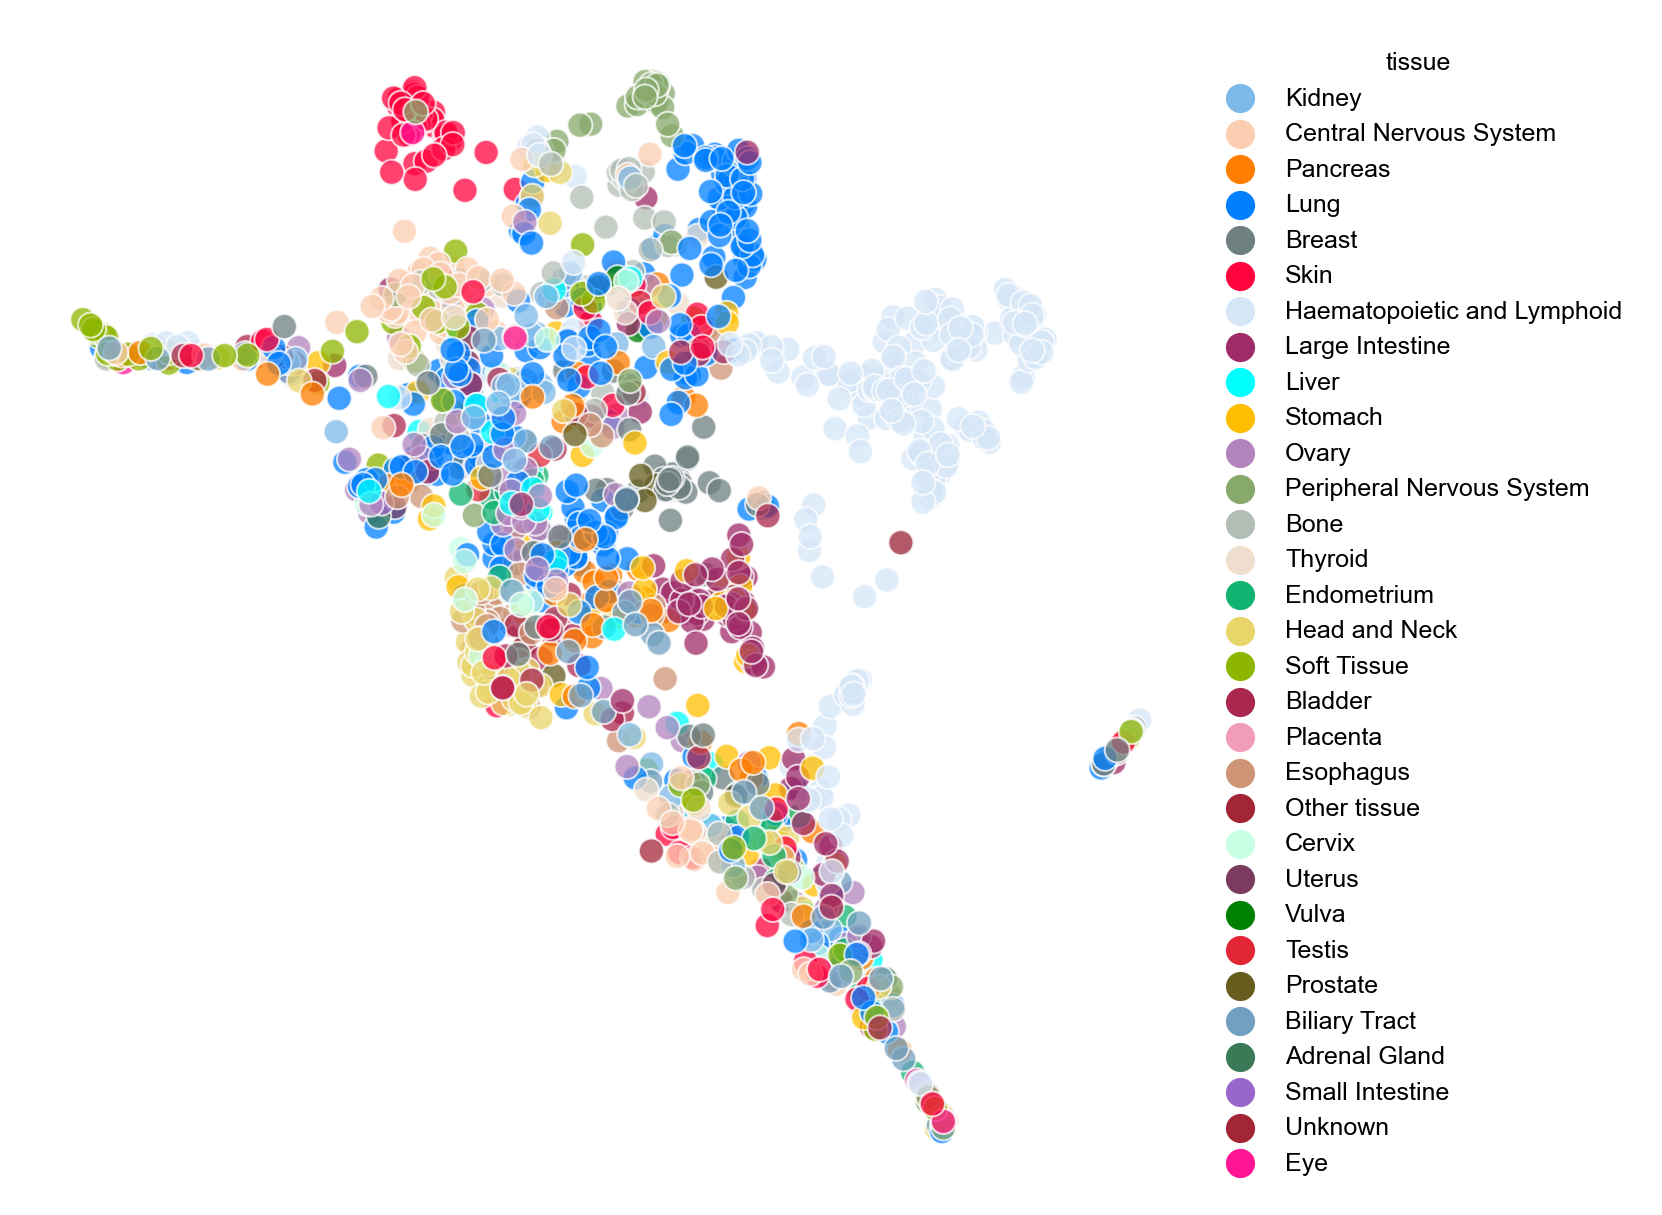 tissue
Kidney
Central Nervous System
Pancreas
Lung
Breast
Skin
Haematopoietic and Lymphoid
Large Intestine
Liver
Stomach
Ovary
Peripheral Nervous System
Bone
Thyroid
Endometrium
Head and Neck
Soft Tissue
Bladder
Placenta
Esophagus
Other tissue
Cervix
Uterus
Vulva
Testis
Prostate
Biliary Tract
Adrenal Gland
Small Intestine
Unknown
Eye